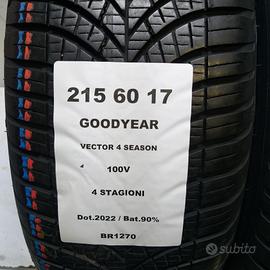 215 60 17
GOODYEAR
VECTOR 4 SEASON
100V
4 STAGIONI
Dot.2022 / Bat.90%
BR1270
subito